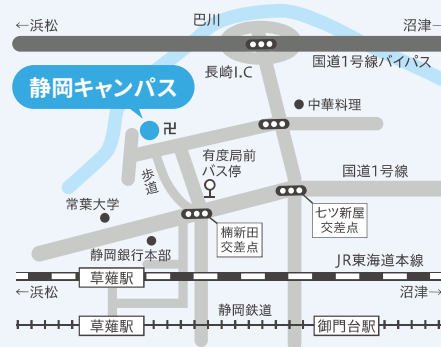 巴川
←浜松
沼津→
長崎I.C
国道1号線バイパス
静岡キャンパス
中華料理
卍
有度局前
バス停
歩道
国道1号線
常葉大学
七ツ新屋
交差点
楠新田
交差点
静岡銀行本部
JR東海道本線
草薙駅
←浜松
沼津→
静岡鉄道
草薙駅
御門台駅